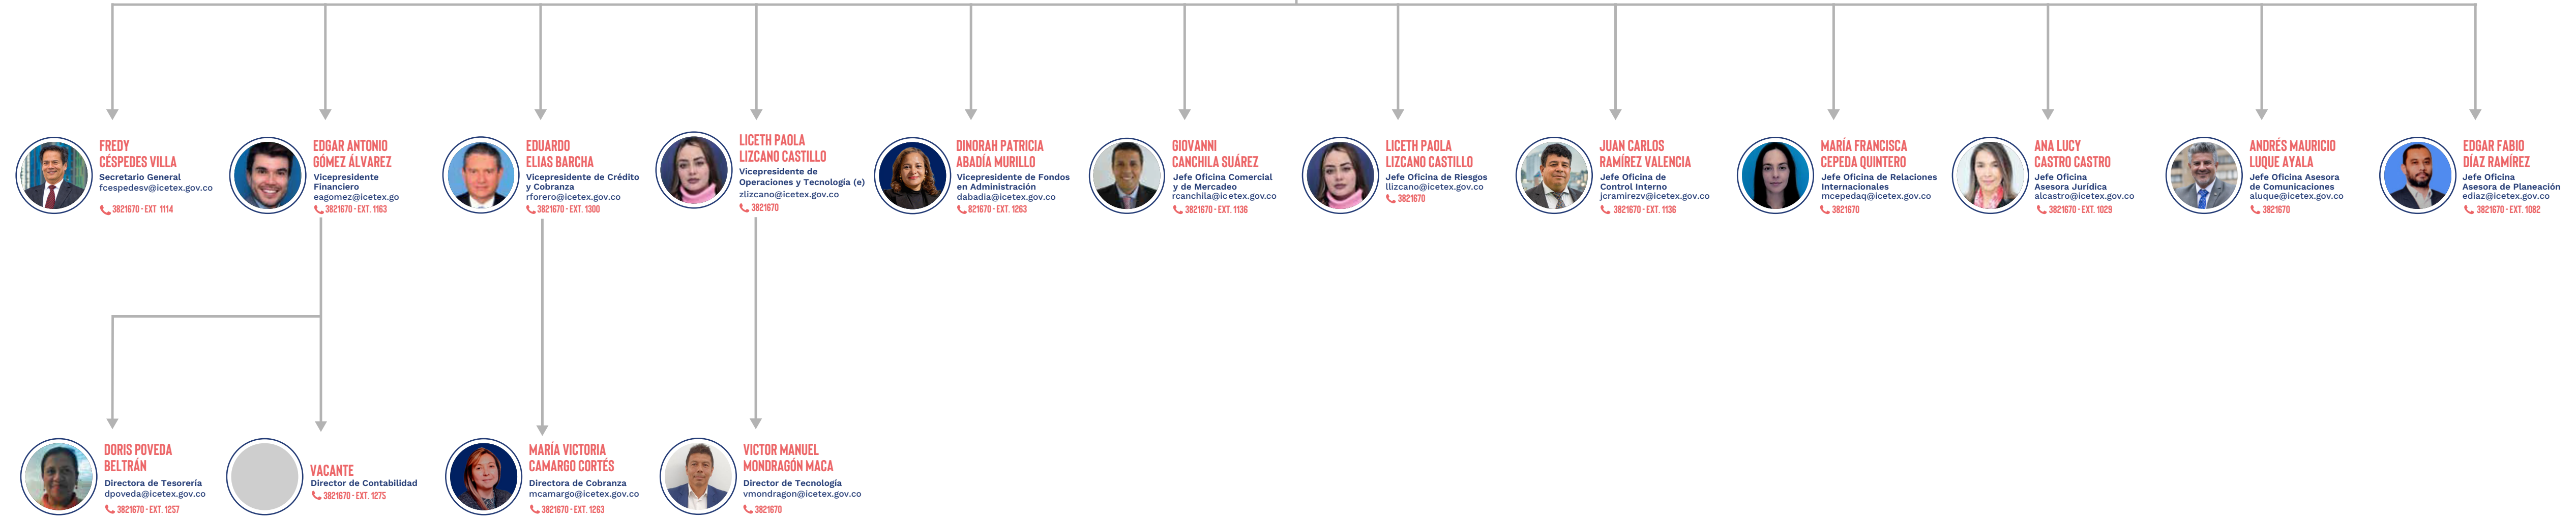 FREDY
CÉSPEDES VILLA
Secretario General
fcespedesv@icetex.gov.co
3821670 - EXT 1114
EDGAR ANTONIO
GÓMEZ ÁLVAREZ
Vicepresidente
Financiero
eagomez@icetex.go
3821670 - EXT. 1163
EDUARDO
ELIAS BARCHA
Vicepresidente de Crédito
y Cobranza
rforero@icetex.gov.co
3821670 - EXT. 1300
LICETH PAOLA
LIZCANO CASTILLO
Vicepresidente de
Operaciones y Tecnología (e)
zlizcano@icetex.gov.co
3821670
DINORAH PATRICIA
ABADÍA MURILLO
Vicepresidente de Fondos
en Administración
dabadia@icetex.gov.co
821670 - EXT. 1263
GIOVANNI
CANCHILA SUÁREZ
Jefe Oficina Comercial
y de Mercadeo
rcanchila@icetex.gov.co
3821670 - EXT. 1136
LICETH PAOLA
LIZCANO CASTILLO
Jefe Oficina de Riesgos
llizcano@icetex.gov.co
3821670
JUAN CARLOS
RAMÍREZ VALENCIA
Jefe Oficina de
Control Interno
jcramirezv@icetex.gov.co
3821670 - EXT. 1136
MARÍA FRANCISCA
CEPEDA QUINTERO
Jefe Oficina de Relaciones
Internacionales
mcepedaq@icetex.gov.co
3821670
ANA LUCY
CASTRO CASTRO
Jefe Oficina
Asesora Jurídica
alcastro@icetex.gov.co
3821670 - EXT. 1029
ANDRÉS MAURICIO
LUQUE AYALA
Jefe Oficina Asesora
de Comunicaciones
aluque@icetex.gov.co
3821670
EDGAR FABIO
DÍAZ RAMÍREZ
Jefe Oficina
Asesora de Planeación
ediaz@icetex.gov.co
3821670 - EXT. 1082
DORIS POVEDA
BELTRÁN
Directora de Tesorería
dpoveda@icetex.gov.co
3821670 - EXT. 1257
VACANTE
Director de Contabilidad
3821670 - EXT. 1275
MARÍA VICTORIA
CAMARGO CORTÉS
Directora de Cobranza
mcamargo@icetex.gov.co
3821670 - EXT. 1263
VICTOR MANUEL
MONDRAGÓN MACA
Director de Tecnología
vmondragon@icetex.gov.co
3821670